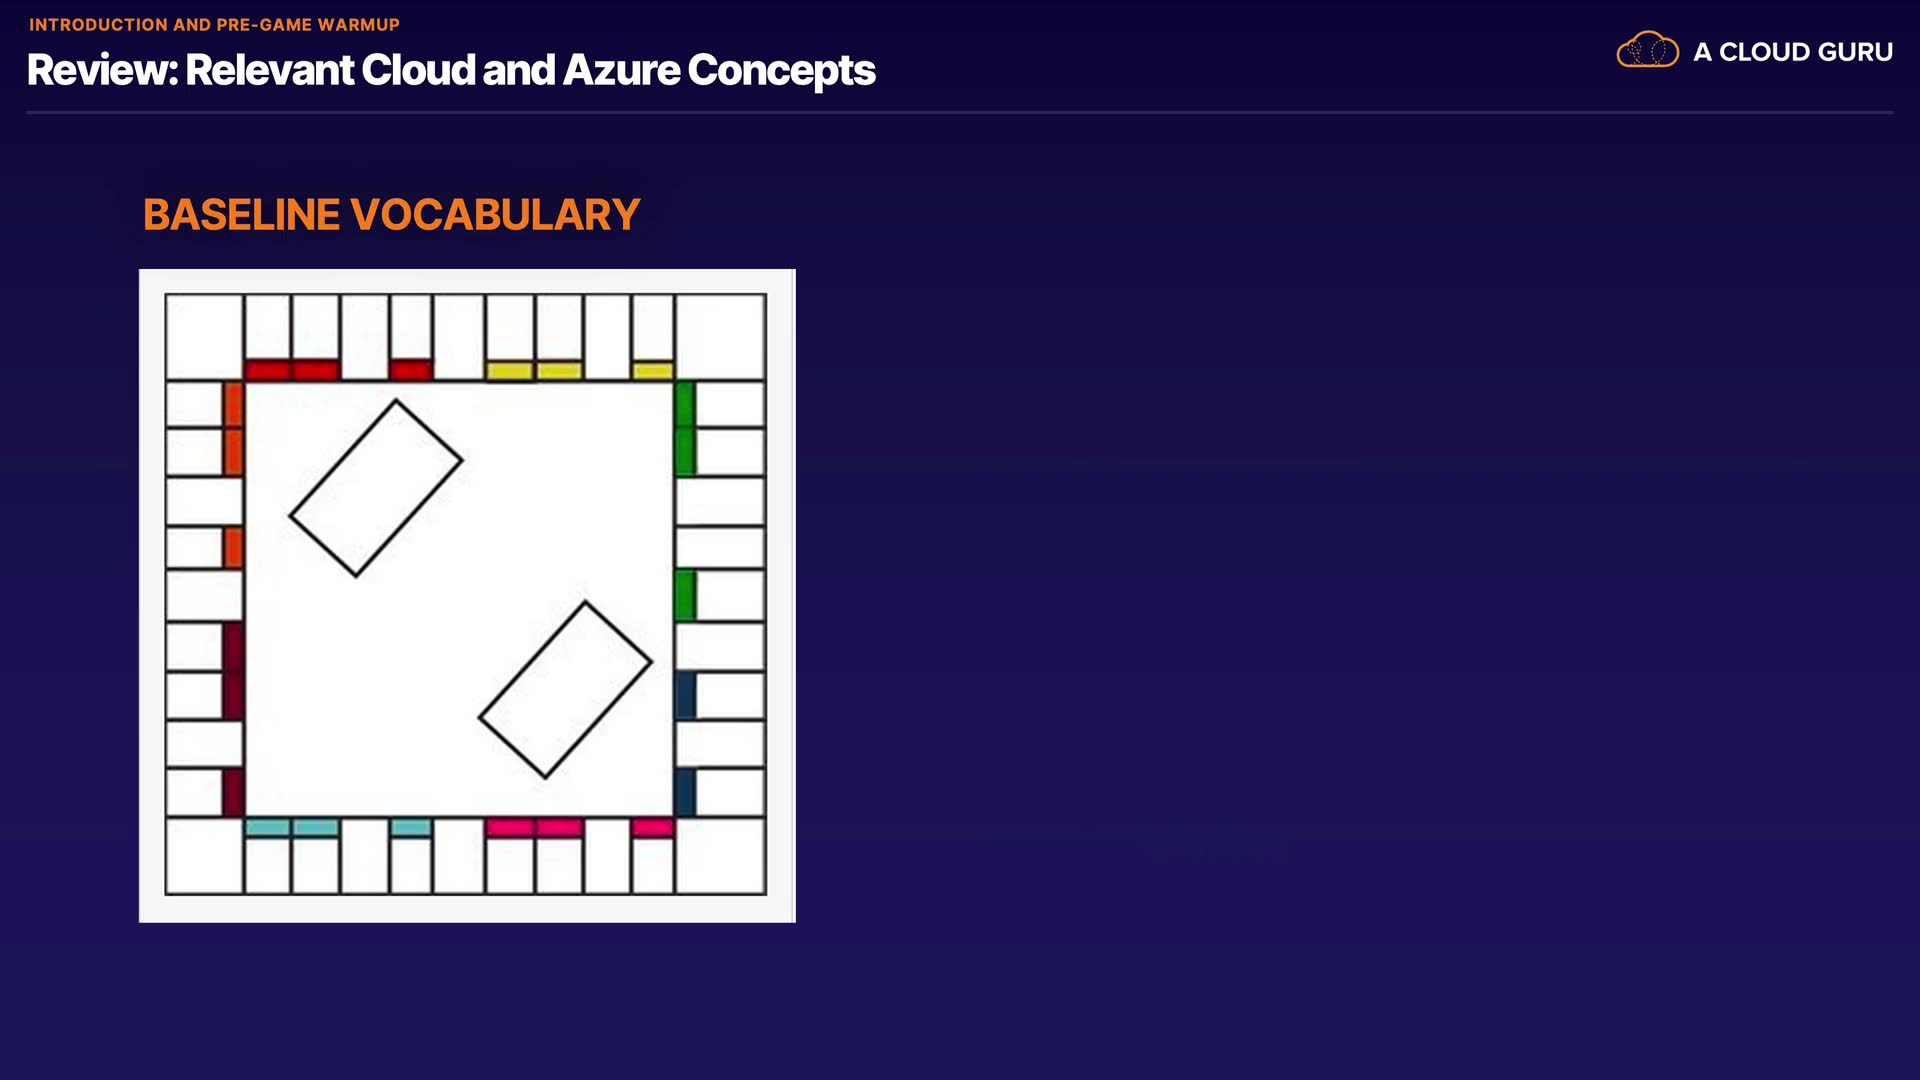 INTRODUCTION AND PRE-GAME WARMUP
Review: Relevant Cloud and Azure Concepts
A CLOUD GURU
BASELINE VOCABULARY